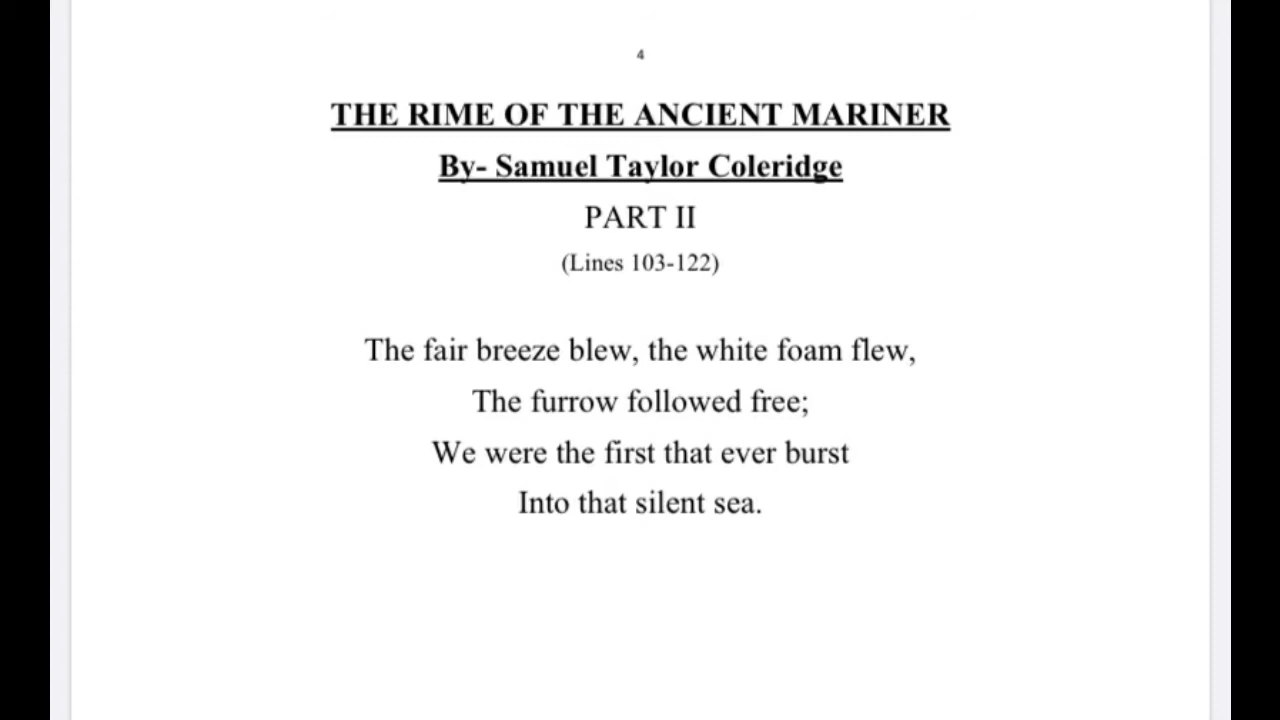 4
THE RIME OF THE ANCIENT MARINER
By- Samuel Taylor Coleridge
PART II
(Lines 103-122)
The fair breeze blew, the white foam flew,
The furrow followed free;
We were the first that ever burst
Into that silent sea.